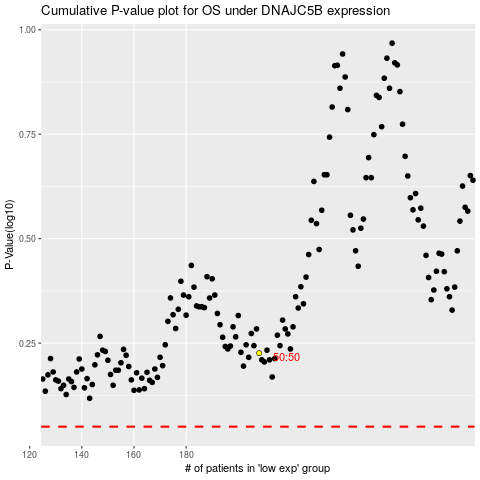 Cumulative P-value plot for OS under DNAJC5B expression
1.00
0.75
0.50
0.25
P-Value(log10)
50:50
120 140 160 180
# of patients in 'low exp' group